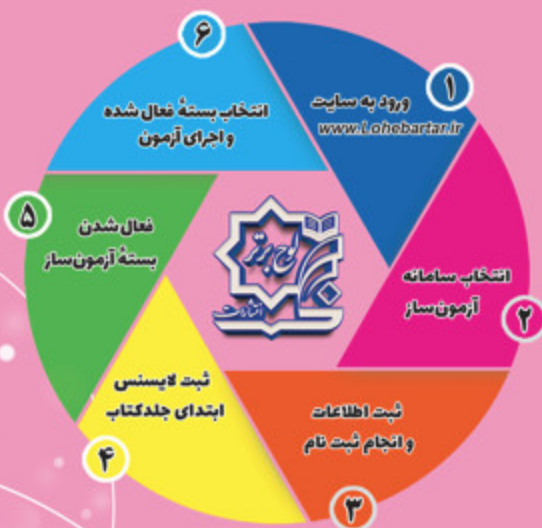 ۱
ورود به سایت
www.Lohebartar.ir
۲
انتخاب سامانه
آزمون‌ساز
۳
ثبت اطلاعات
و انجام ثبت نام
۴
ثبت لایسنس
ابتدای جلدکتاب
۵
فعال شدن
بستهٔ آزمون‌ساز
۶
انتخاب بستهٔ فعال شده
و اجرای آزمون
لوح برتر
انتشارات